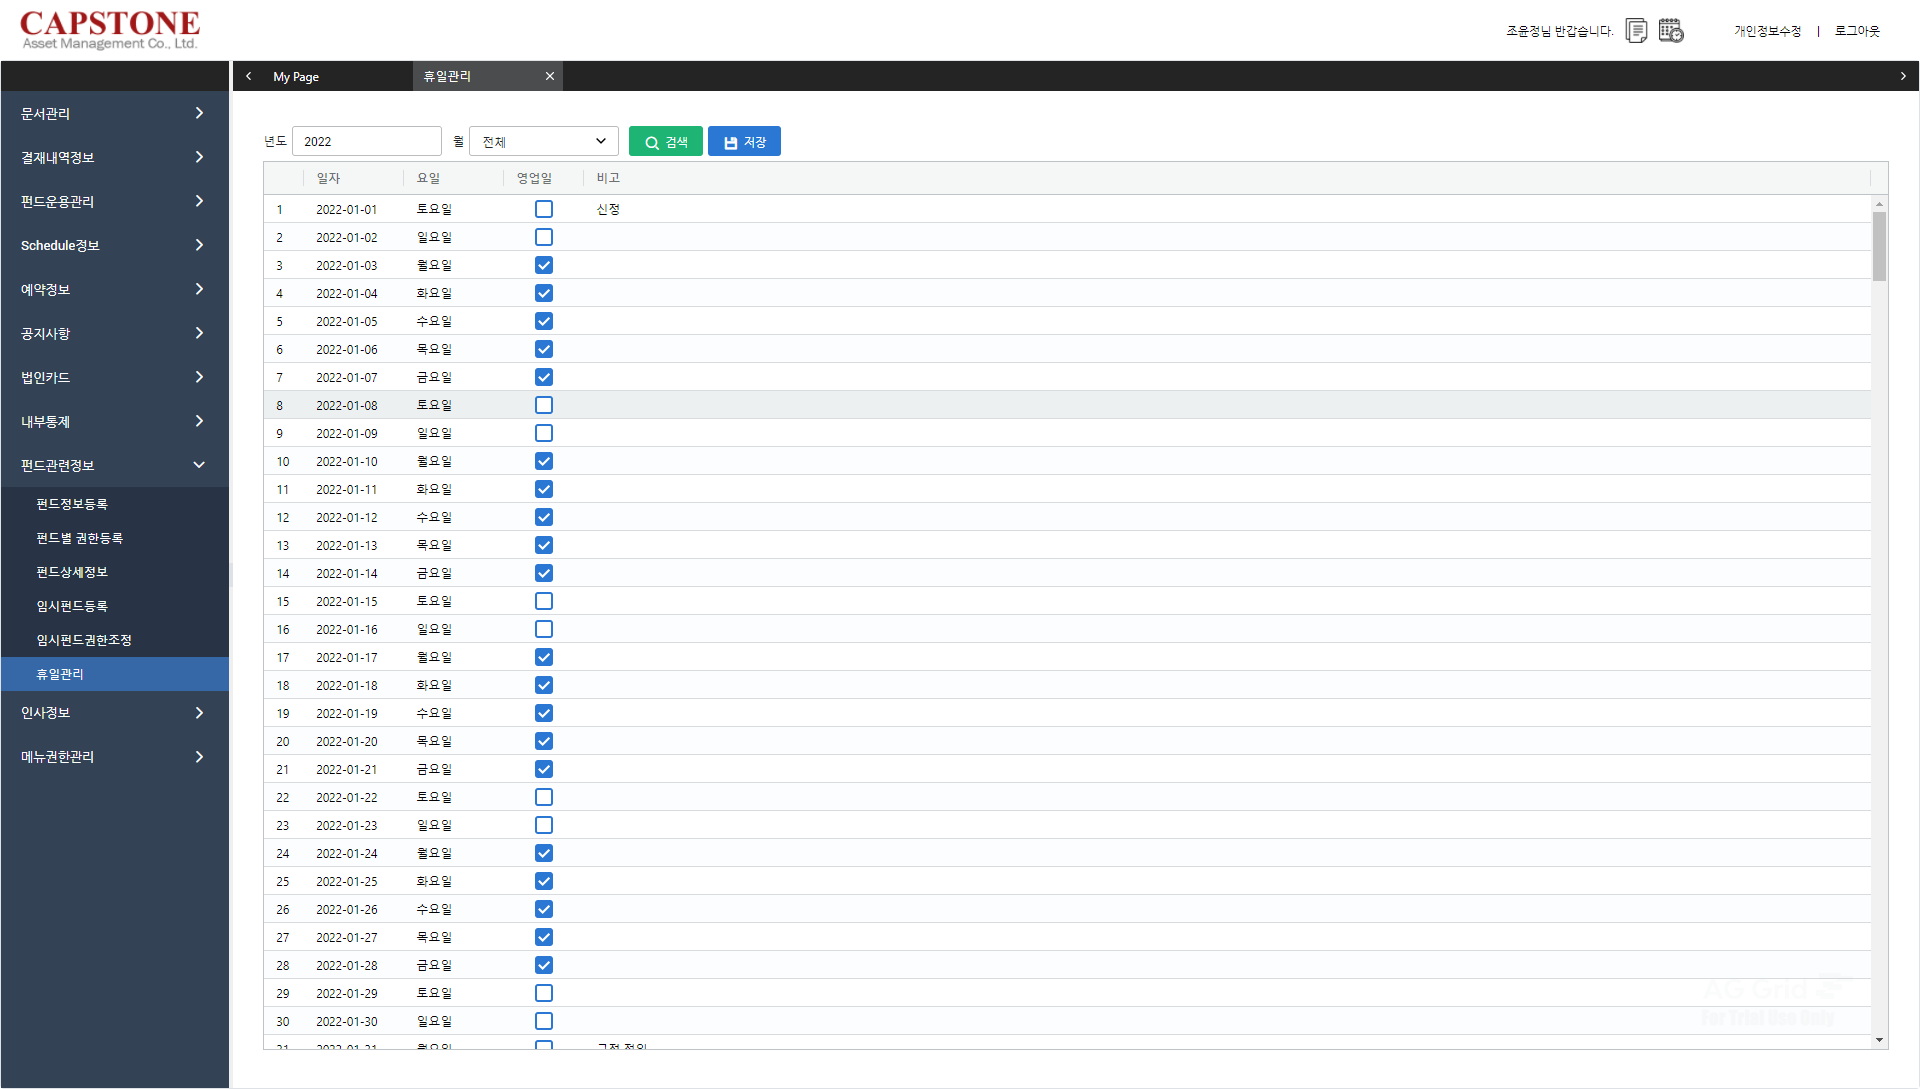 CAPSTONE
Asset Management Co., Ltd.
조윤정님 반갑습니다.
개인정보수정 | 로그아웃
My Page
휴일관리
문서관리
결재내역정보
펀드운용관리
Schedule정보
예약정보
공지사항
법인카드
내부통제
펀드관련정보
펀드정보등록
펀드별 권한등록
펀드상세정보
임시펀드등록
임시펀드권한조정
휴일관리
인사정보
메뉴권한관리
년도 2022 월 전체 검색 저장
일자 요일 영업일 비고
1 2022-01-01 토요일 신정
2 2022-01-02 일요일
3 2022-01-03 월요일
4 2022-01-04 화요일
5 2022-01-05 수요일
6 2022-01-06 목요일
7 2022-01-07 금요일
8 2022-01-08 토요일
9 2022-01-09 일요일
10 2022-01-10 월요일
11 2022-01-11 화요일
12 2022-01-12 수요일
13 2022-01-13 목요일
14 2022-01-14 금요일
15 2022-01-15 토요일
16 2022-01-16 일요일
17 2022-01-17 월요일
18 2022-01-18 화요일
19 2022-01-19 수요일
20 2022-01-20 목요일
21 2022-01-21 금요일
22 2022-01-22 토요일
23 2022-01-23 일요일
24 2022-01-24 월요일
25 2022-01-25 화요일
26 2022-01-26 수요일
27 2022-01-27 목요일
28 2022-01-28 금요일
29 2022-01-29 토요일
30 2022-01-30 일요일
31 2022-01-31 월요일
AG Grid
For Trial Use Only